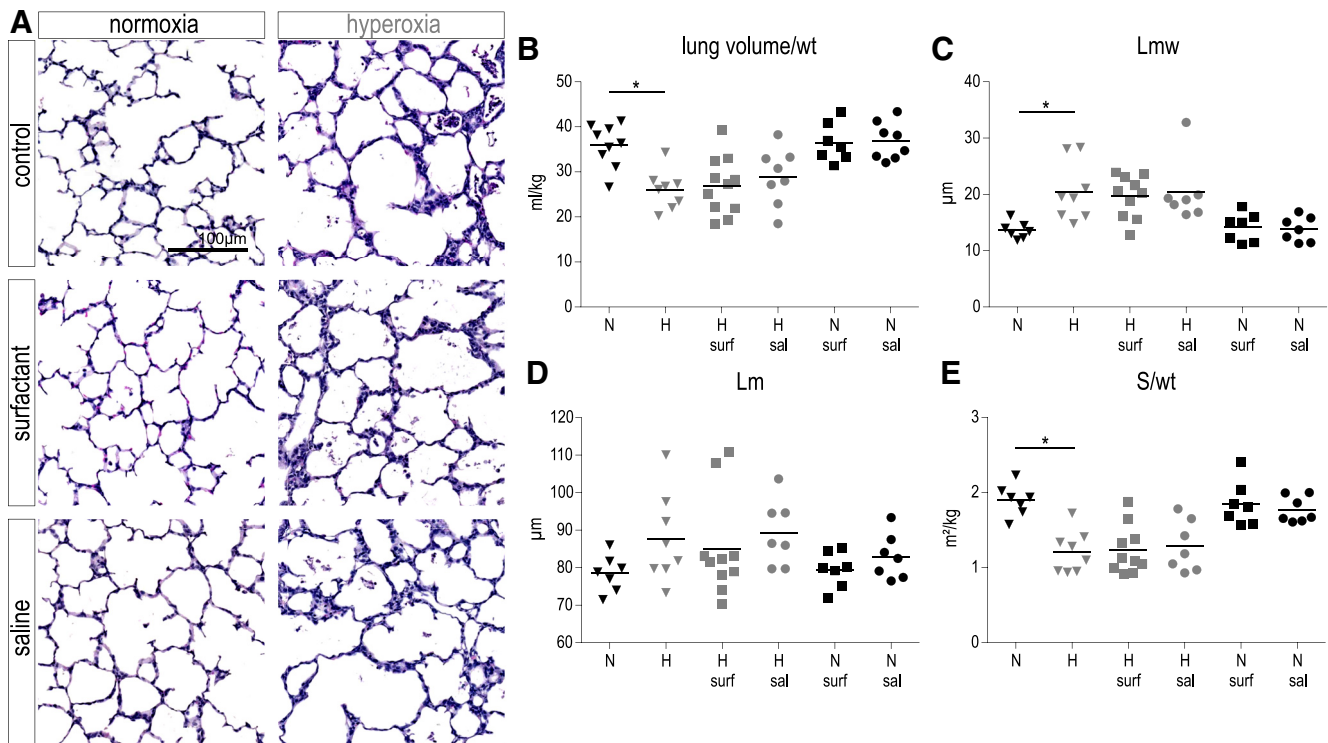 A
normoxia
hyperoxia
control
100µm
surfactant
saline
B
lung volume/wt
ml/kg
50
40
30
20
10
0
*
N H H H N N
surf sal surf sal
C
Lmw
µm
40
30
20
10
0
*
N H H H N N
surf sal surf sal
D
Lm
µm
120
110
100
90
80
70
60
N H H H N N
surf sal surf sal
E
S/wt
m²/kg
3
2
1
0
*
N H H H N N
surf sal surf sal